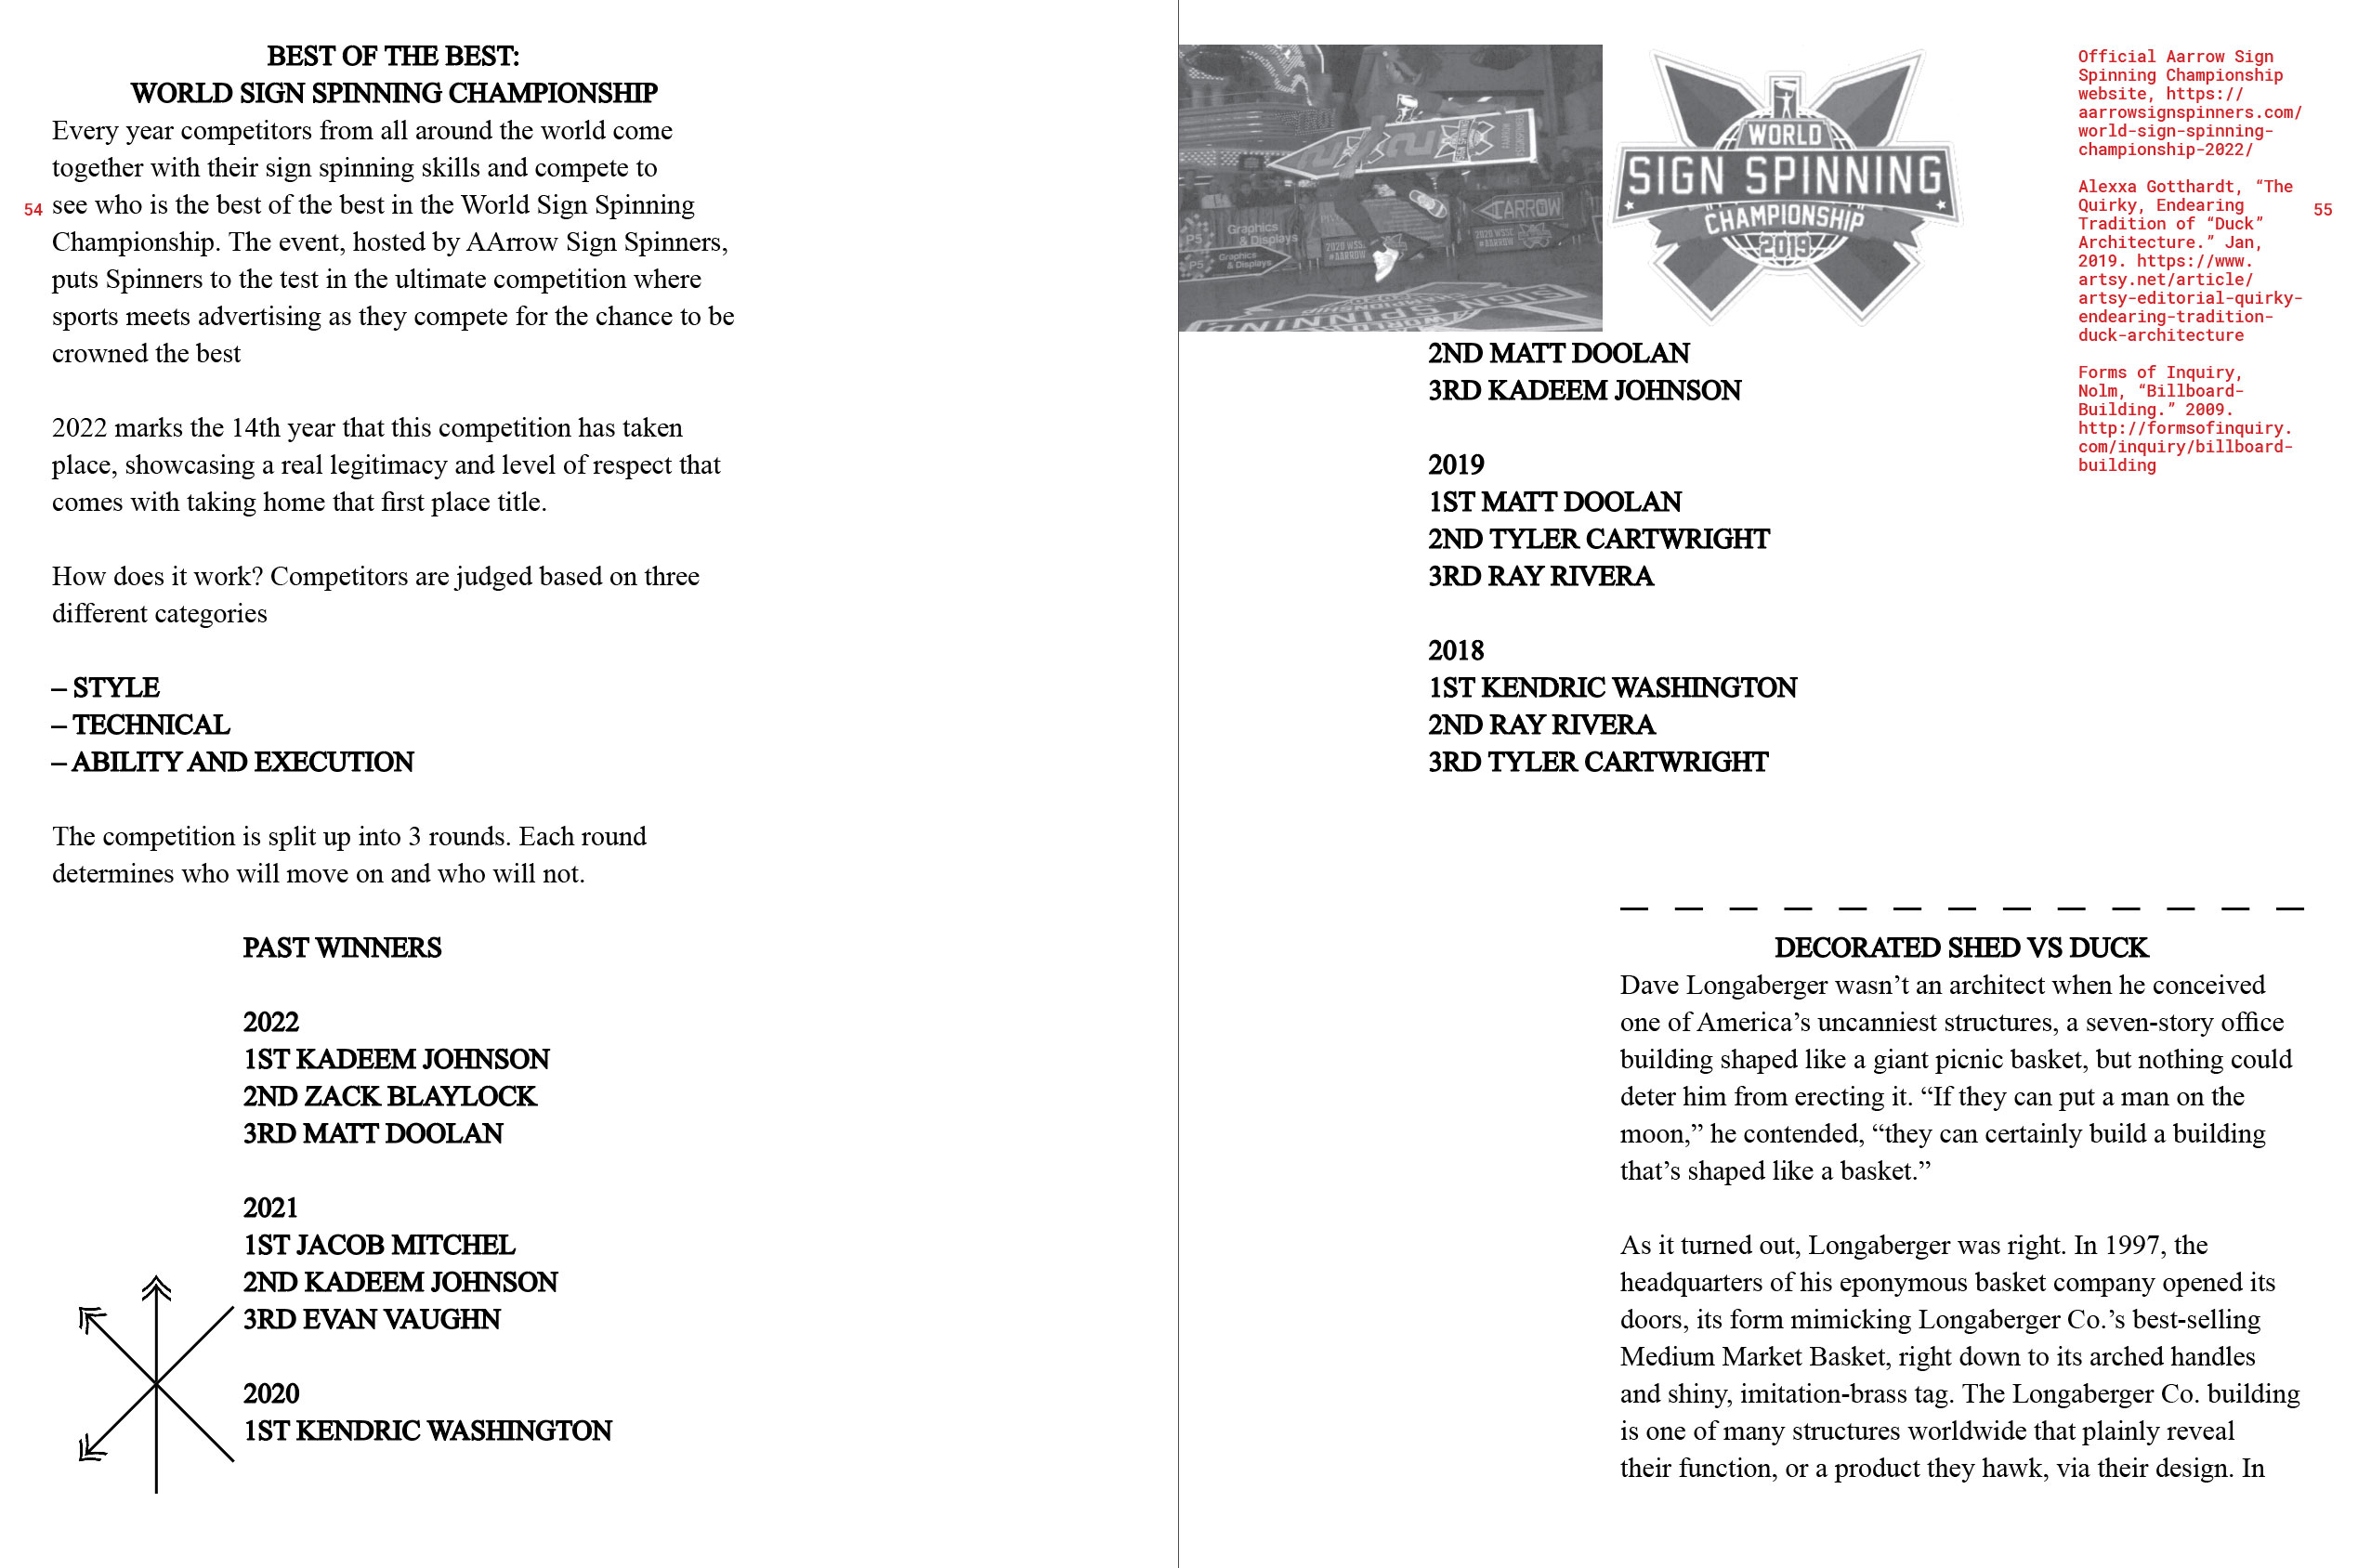 BEST OF THE BEST:
WORLD SIGN SPINNING CHAMPIONSHIP
Every year competitors from all around the world come
together with their sign spinning skills and compete to
54
see who is the best of the best in the World Sign Spinning
Championship. The event, hosted by AArrow Sign Spinners,
puts Spinners to the test in the ultimate competition where
sports meets advertising as they compete for the chance to be
crowned the best
2022 marks the 14th year that this competition has taken
place, showcasing a real legitimacy and level of respect that
comes with taking home that first place title.
How does it work? Competitors are judged based on three
different categories
– STYLE
– TECHNICAL
– ABILITY AND EXECUTION
The competition is split up into 3 rounds. Each round
determines who will move on and who will not.
PAST WINNERS
2022
1ST KADEEM JOHNSON
2ND ZACK BLAYLOCK
3RD MATT DOOLAN
2021
1ST JACOB MITCHEL
2ND KADEEM JOHNSON
3RD EVAN VAUGHN
2020
1ST KENDRIC WASHINGTON
Graphics
& Displays
P5
Graphics
& Displays
2020 WSSC
#AARROW
AARROW
SIGN
SPINNING
WORLD
SIGN SPINNING
CHAMPIONSHIP
2019
2ND MATT DOOLAN
3RD KADEEM JOHNSON
2019
1ST MATT DOOLAN
2ND TYLER CARTWRIGHT
3RD RAY RIVERA
2018
1ST KENDRIC WASHINGTON
2ND RAY RIVERA
3RD TYLER CARTWRIGHT
Official Aarrow Sign
Spinning Championship
website, https://
aarrowsignspinners.com/
world-sign-spinning-
championship-2022/
Alexxa Gotthardt, “The
Quirky, Endearing
Tradition of “Duck”
Architecture.” Jan,
2019. https://www.
artsy.net/article/
artsy-editorial-quirky-
endearing-tradition-
duck-architecture
Forms of Inquiry,
Nolm, “Billboard-
Building.” 2009.
http://formsofinquiry.
com/inquiry/billboard-
building
55
DECORATED SHED VS DUCK
Dave Longaberger wasn’t an architect when he conceived
one of America’s uncanniest structures, a seven-story office
building shaped like a giant picnic basket, but nothing could
deter him from erecting it. “If they can put a man on the
moon,” he contended, “they can certainly build a building
that’s shaped like a basket.”
As it turned out, Longaberger was right. In 1997, the
headquarters of his eponymous basket company opened its
doors, its form mimicking Longaberger Co.’s best-selling
Medium Market Basket, right down to its arched handles
and shiny, imitation-brass tag. The Longaberger Co. building
is one of many structures worldwide that plainly reveal
their function, or a product they hawk, via their design. In